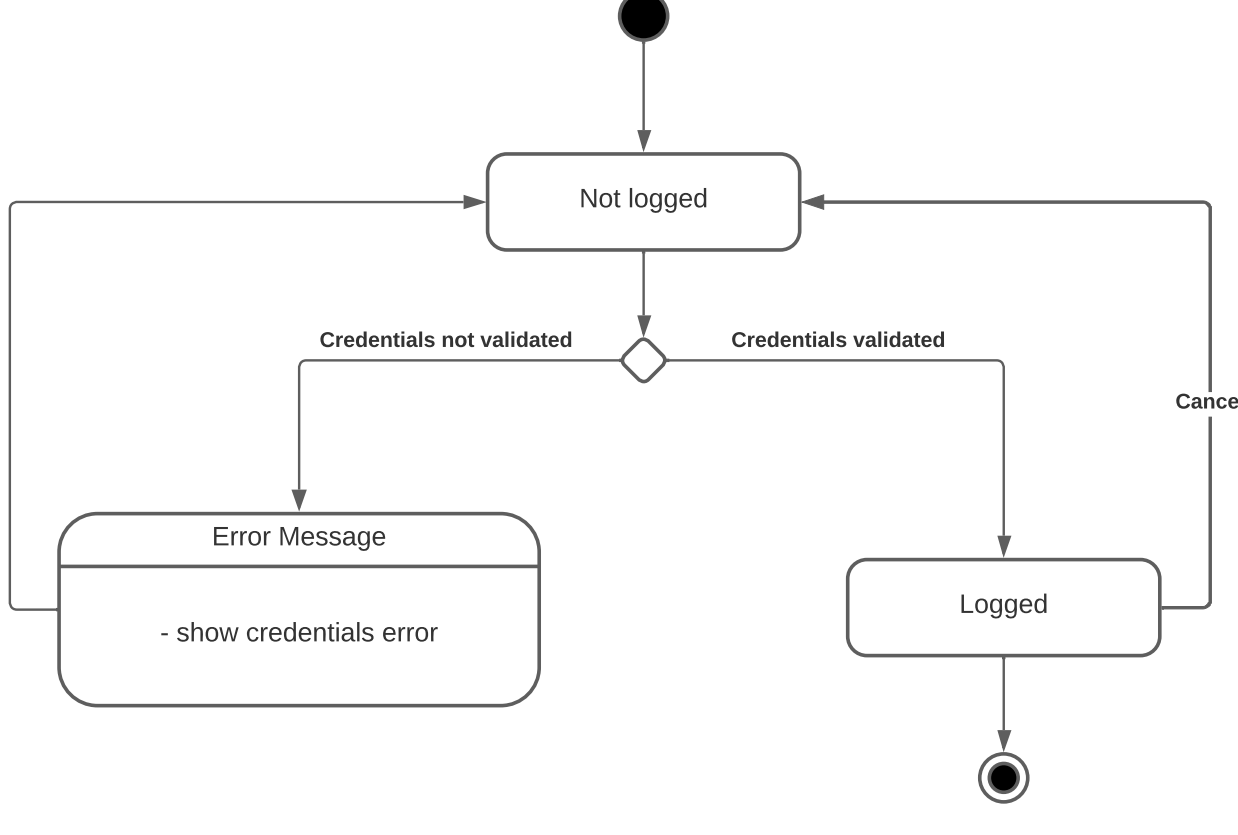 Not logged
Credentials not validated
Credentials validated
Cance
Error Message
- show credentials error
Logged